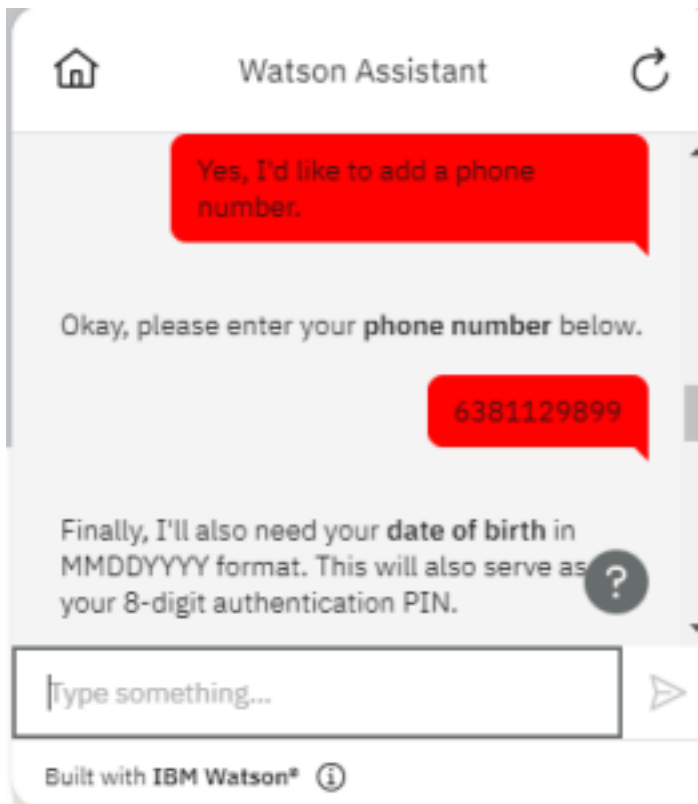 Watson Assistant
Yes, I'd like to add a phone
number.
Okay, please enter your phone number below.
6381129899
Finally, I'll also need your date of birth in
MMDDYYYY format. This will also serve as
your 8-digit authentication PIN.
?
Type something...
Built with IBM Watson®